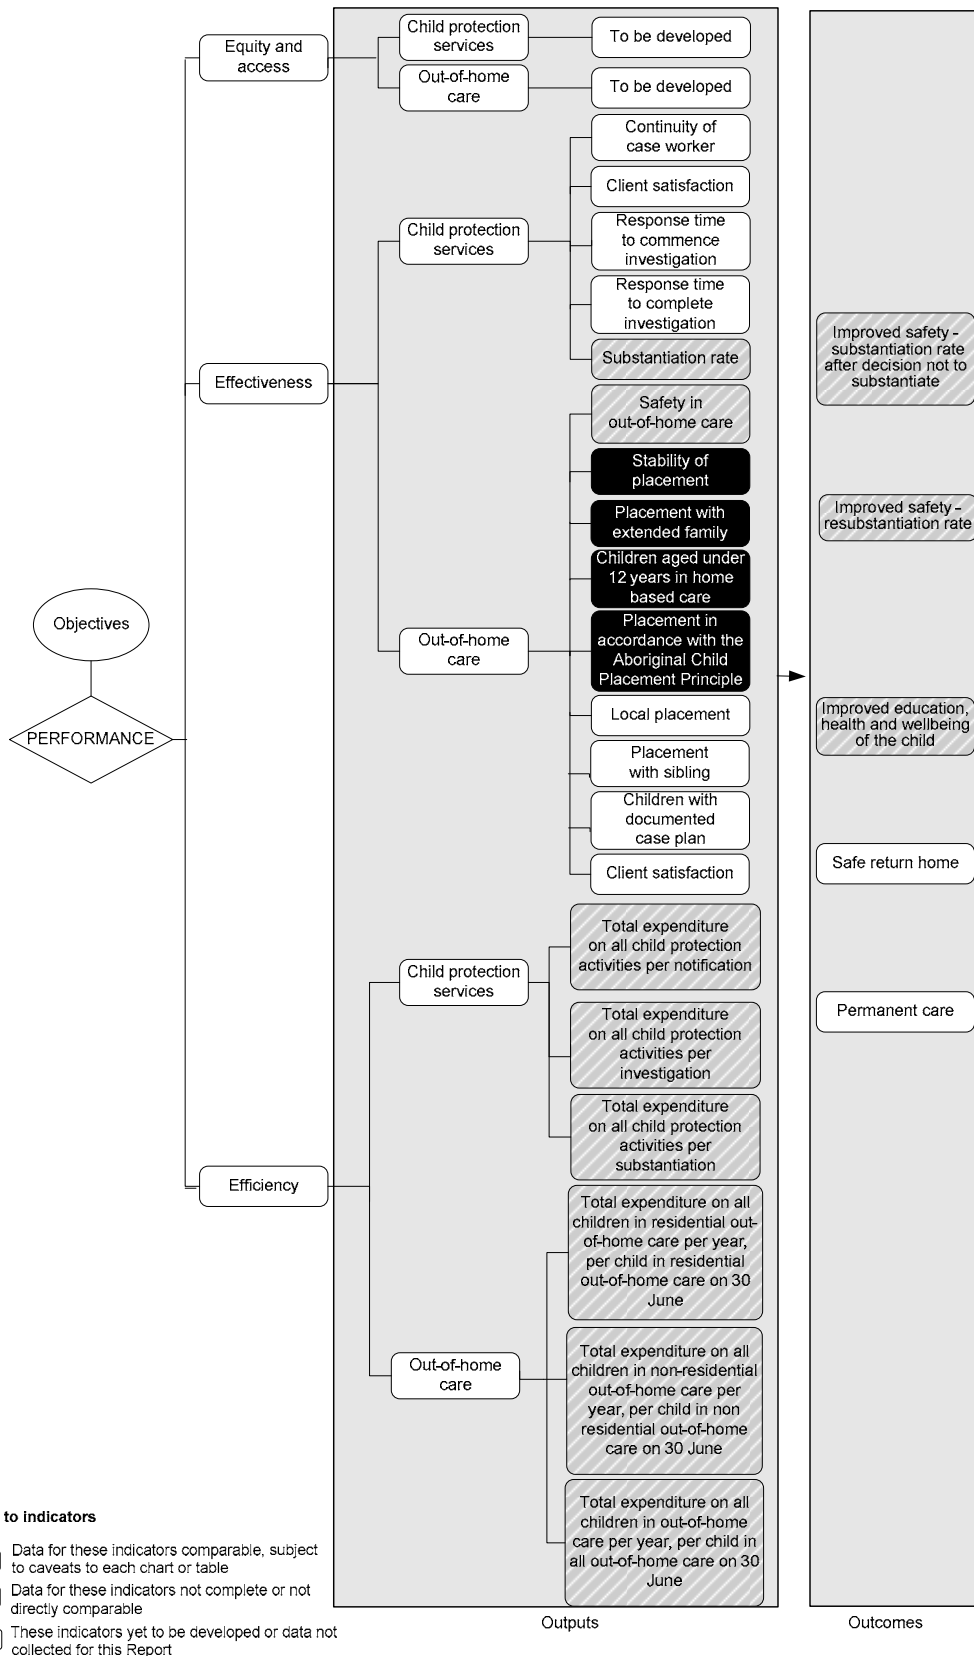 Objectives
PERFORMANCE
Equity and
access
Child protection
services
To be developed
Out-of-home
care
To be developed
Effectiveness
Child protection
services
Continuity of
case worker
Client satisfaction
Response time
to commence
investigation
Response time
to complete
investigation
Substantiation rate
Out-of-home
care
Safety in
out-of-home care
Stability of
placement
Placement with
extended family
Children aged under
12 years in home
based care
Placement in
accordance with the
Aboriginal Child
Placement Principle
Local placement
Placement
with sibling
Children with
documented
case plan
Client satisfaction
Efficiency
Child protection
services
Total expenditure
on all child protection
activities per notification
Total expenditure
on all child protection
activities per
investigation
Total expenditure
on all child protection
activities per
substantiation
Out-of-home
care
Total expenditure on all
children in residential out-
of-home care per year,
per child in residential
out-of-home care on 30
June
Total expenditure on all
children in non-residential
out-of-home care per
year, per child in non
residential out-of-home
care on 30 June
Total expenditure on all
children in out-of-home
care per year, per child in
all out-of-home care on 30
June
Outputs
Improved safety -
substantiation rate
after decision not to
substantiate
Improved safety -
resubstantiation rate
Improved education,
health and wellbeing
of the child
Safe return home
Permanent care
Outcomes
to indicators
Data for these indicators comparable, subject
to caveats to each chart or table
Data for these indicators not complete or not
directly comparable
These indicators yet to be developed or data not
collected for this Report